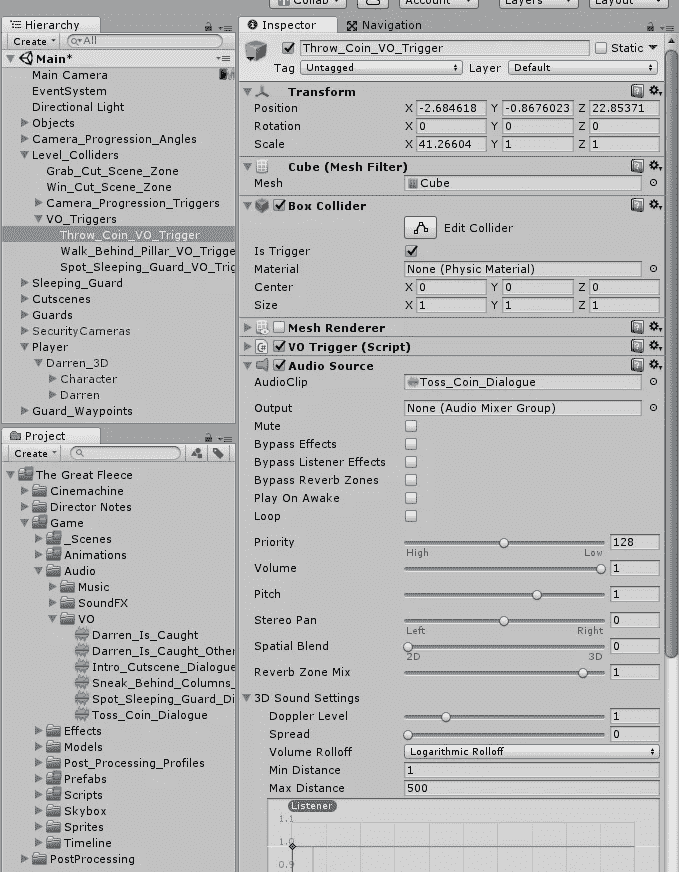 Collab
Account
Layers
Layout
Hierarchy
Create
All
Main*
Main Camera
EventSystem
Directional Light
Objects
Camera_Progression_Angles
Level_Colliders
Grab_Cut_Scene_Zone
Win_Cut_Scene_Zone
Camera_Progression_Triggers
VO_Triggers
Throw_Coin_VO_Trigger
Walk_Behind_Pillar_VO_Trigge
Spot_Sleeping_Guard_VO_Trig
Sleeping_Guard
Cutscenes
Guards
SecurityCameras
Player
Darren_3D
Character
Darren
Guard_Waypoints
Project
Create
The Great Fleece
Cinemachine
Director Notes
Game
_Scenes
Animations
Audio
Music
SoundFX
VO
Darren_Is_Caught
Darren_Is_Caught_Other
Intro_Cutscene_Dialogue
Sneak_Behind_Columns_
Spot_Sleeping_Guard_Di
Toss_Coin_Dialogue
Effects
Models
Post_Processing_Profiles
Prefabs
Scripts
Skybox
Sprites
Timeline
PostProcessing
Inspector
Navigation
Throw_Coin_VO_Trigger
Static
Tag Untagged Layer Default
Transform
Position X -2.684618 Y -0.8676023 Z 22.85371
Rotation X 0 Y 0 Z 0
Scale X 41.26604 Y 1 Z 1
Cube (Mesh Filter)
Mesh Cube
Box Collider
Edit Collider
Is Trigger
Material None (Physic Material)
Center X 0 Y 0 Z 0
Size X 1 Y 1 Z 1
Mesh Renderer
VO Trigger (Script)
Audio Source
AudioClip Toss_Coin_Dialogue
Output None (Audio Mixer Group)
Mute
Bypass Effects
Bypass Listener Effects
Bypass Reverb Zones
Play On Awake
Loop
Priority 128
High Low
Volume 1
Pitch 1
Stereo Pan 0
Left Right
Spatial Blend 0
2D 3D
Reverb Zone Mix 1
3D Sound Settings
Doppler Level 1
Spread 0
Volume Rolloff Logarithmic Rolloff
Min Distance 1
Max Distance 500
Listener
1.1
1.0
0.9